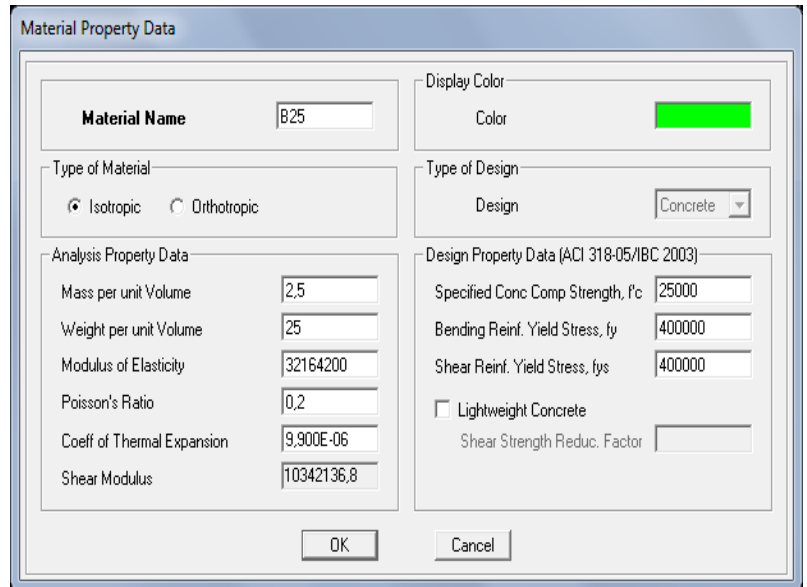 Material Property Data
Material Name B25
Display Color
Color
Type of Material
Isotropic Orthotropic
Type of Design
Design Concrete
Analysis Property Data
Mass per unit Volume 2,5
Weight per unit Volume 25
Modulus of Elasticity 32164200
Poisson's Ratio 0,2
Coeff of Thermal Expansion 9,900E-06
Shear Modulus 10342136,8
Design Property Data (ACI 318-05/IBC 2003)
Specified Conc Comp Strength, f'c 25000
Bending Reinf. Yield Stress, fy 400000
Shear Reinf. Yield Stress, fys 400000
Lightweight Concrete
Shear Strength Reduc. Factor
OK Cancel